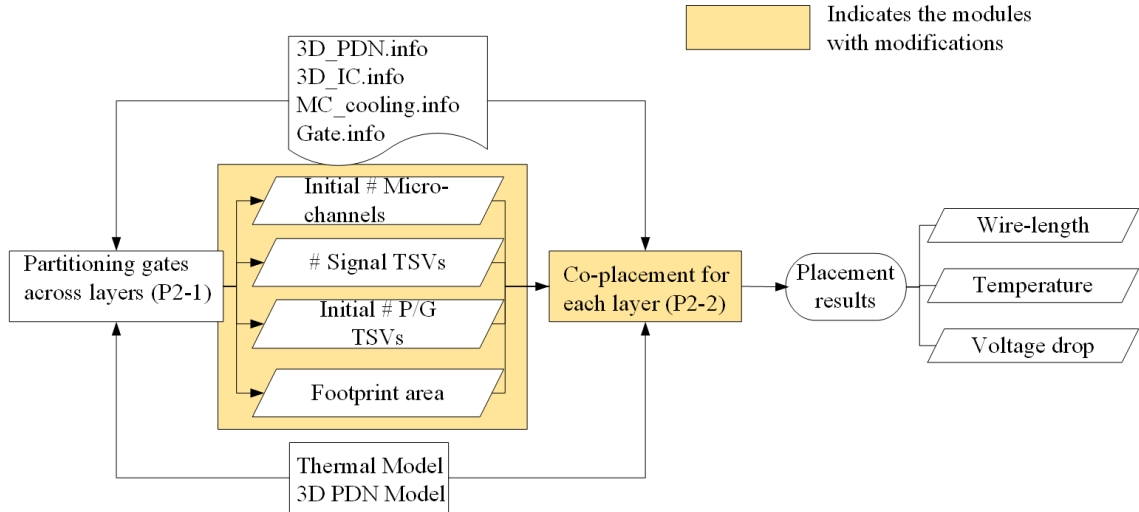 Indicates the modules
with modifications
3D_PDN.info
3D_IC.info
MC_cooling.info
Gate.info
Initial # Micro-
channels
# Signal TSVs
Initial # P/G
TSVs
Footprint area
Partitioning gates
across layers (P2-1)
Co-placement for
each layer (P2-2)
Placement
results
Wire-length
Temperature
Voltage drop
Thermal Model
3D PDN Model